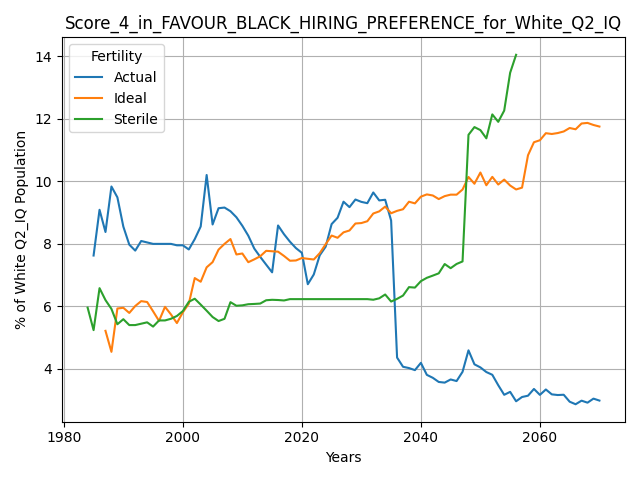 Score_4_in_FAVOUR_BLACK_HIRING_PREFERENCE_for_White_Q2_IQ
Fertility
Actual
Ideal
Sterile
% of White Q2_IQ Population
14
12
10
8
6
4
1980 2000 2020 2040 2060
Years